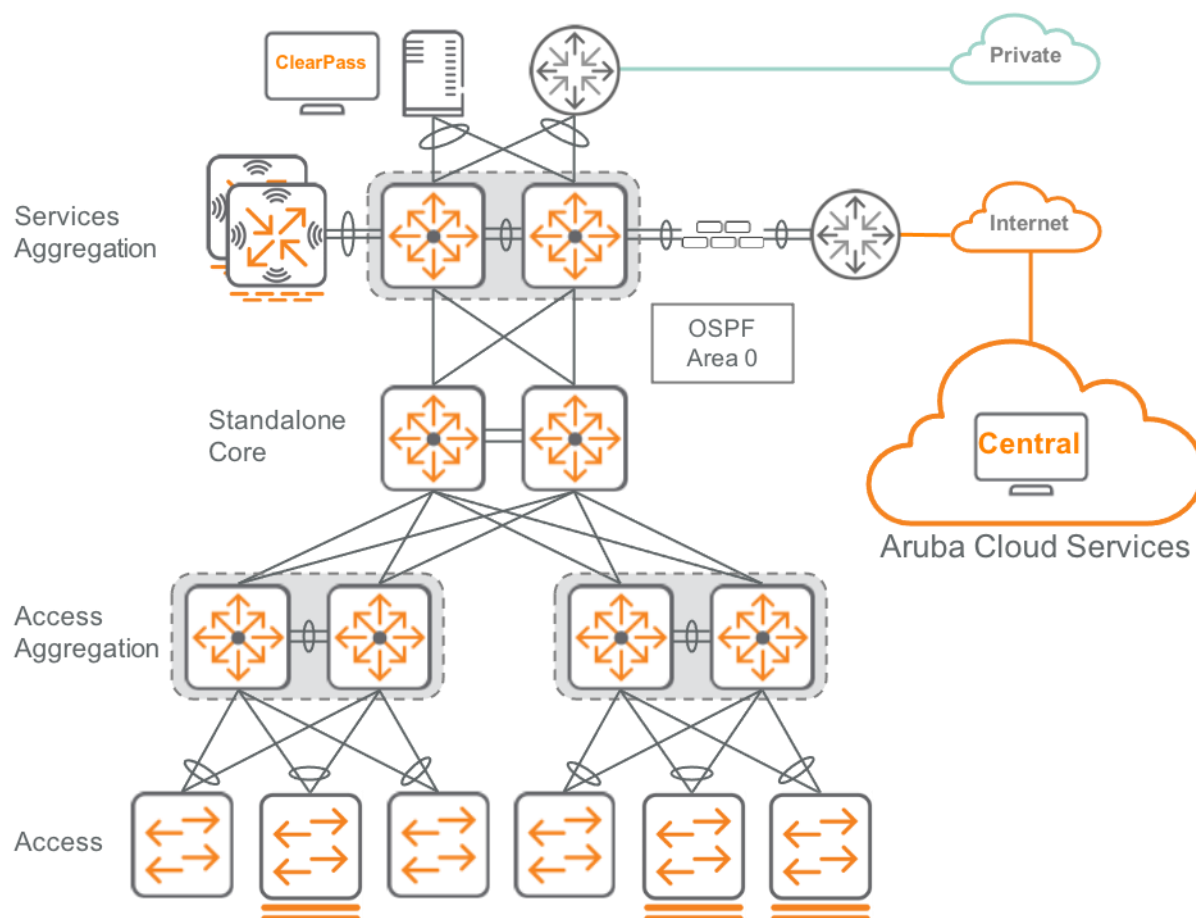 ClearPass
Private
Services
Aggregation
Internet
OSPF
Area 0
Standalone
Core
Central
Aruba Cloud Services
Access
Aggregation
Access